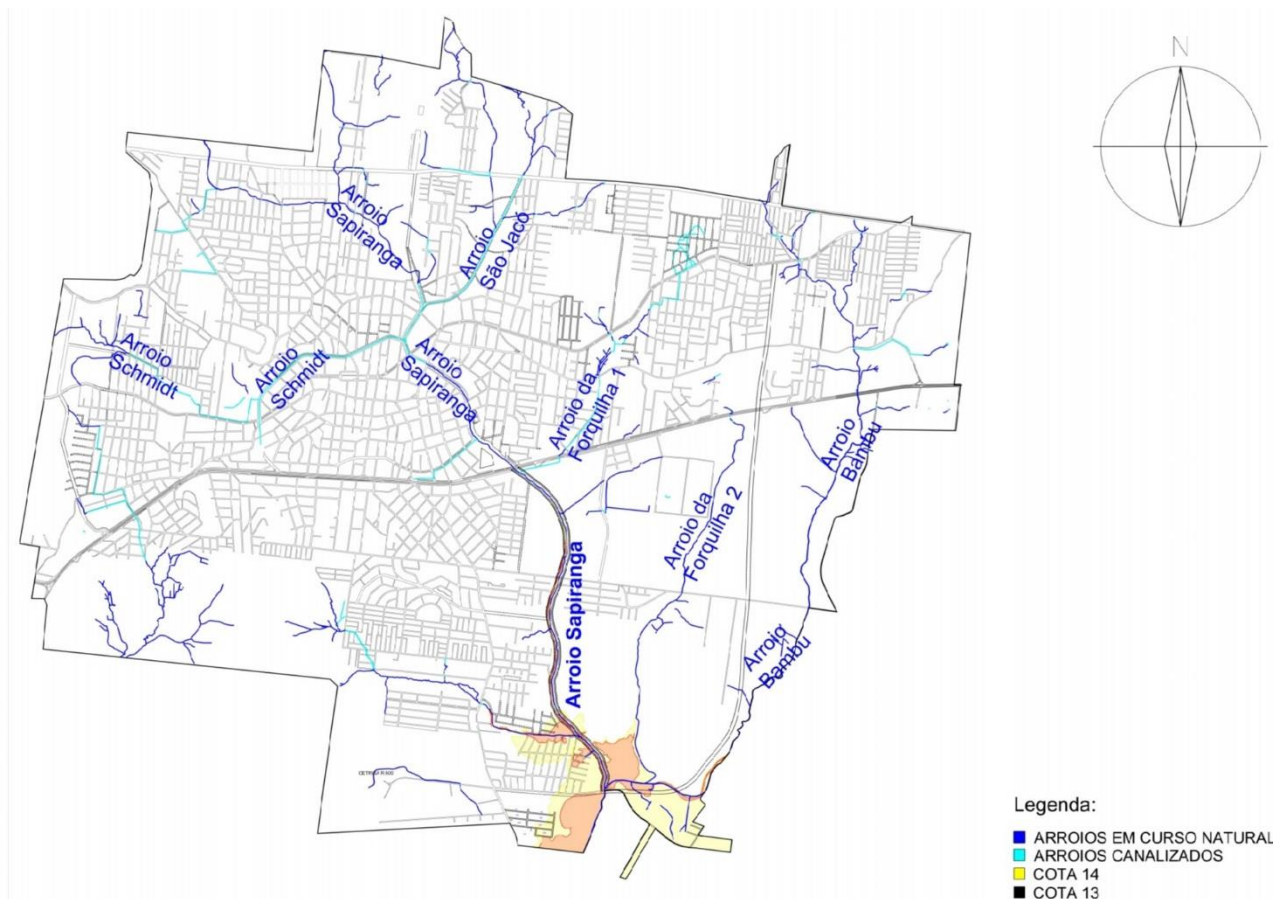 N
Arroio
Sapiranga
Arroio
São Jacó
Arroio
Schmidt
Arroio
Schmidt
Arroio
Sapiranga
Arroio da
Forquilha 1
Arroio
Bambu
Arroio da
Forquilha 2
Arroio Sapiranga
Arroio
Bambu
Legenda:
ARROIOS EM CURSO NATURAL
ARROIOS CANALIZADOS
COTA 14
COTA 13